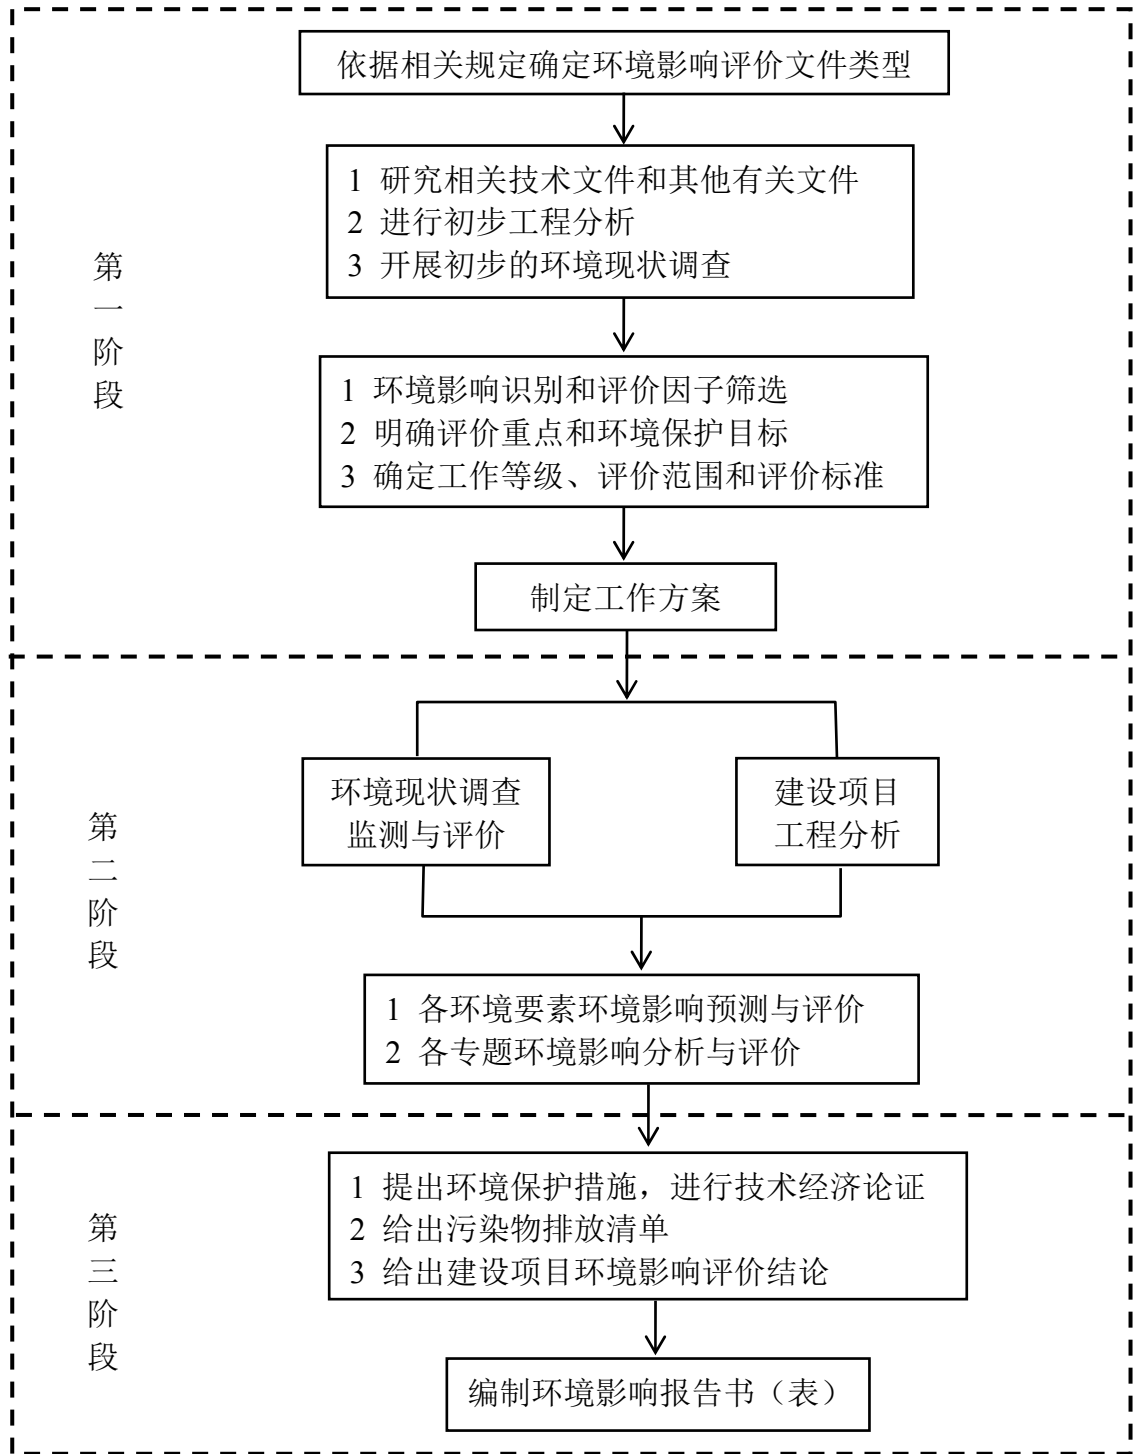 依据相关规定确定环境影响评价文件类型
1 研究相关技术文件和其他有关文件
2 进行初步工程分析
3 开展初步的环境现状调查
第
一
阶
段
1 环境影响识别和评价因子筛选
2 明确评价重点和环境保护目标
3 确定工作等级、评价范围和评价标准
制定工作方案
环境现状调查
监测与评价
建设项目
工程分析
第
二
阶
段
1 各环境要素环境影响预测与评价
2 各专题环境影响分析与评价
1 提出环境保护措施，进行技术经济论证
2 给出污染物排放清单
3 给出建设项目环境影响评价结论
第
三
阶
段
编制环境影响报告书（表）